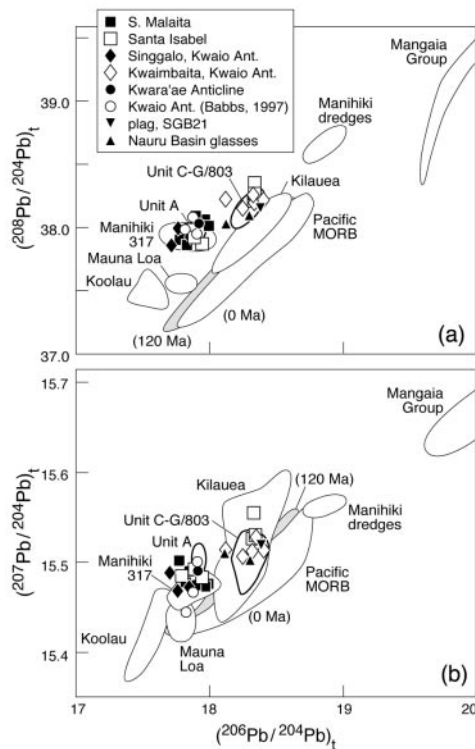 (a)
S. Malaita
Santa Isabel
Singgalo, Kwaio Ant.
Kwaimbaita, Kwaio Ant.
Kwara'ae Anticline
Kwaio Ant. (Babbs, 1997)
plag, SGB21
Nauru Basin glasses
Mangaia
Group
Manihiki
dredges
Unit C-G/803
Kilauea
Unit A
Pacific
MORB
Manihiki
317
Mauna Loa
Koolau
(0 Ma)
(120 Ma)
39.0
38.0
37.0
(208Pb/204Pb)t
(a)
Mangaia
Group
(120 Ma)
Kilauea
Manihiki
dredges
Unit C-G/803
Unit A
Manihiki
317
Pacific
MORB
(0 Ma)
Koolau
Mauna
Loa
(b)
15.7
15.6
15.5
15.4
(207Pb/204Pb)t
17
18
19
20
(206Pb/204Pb)t